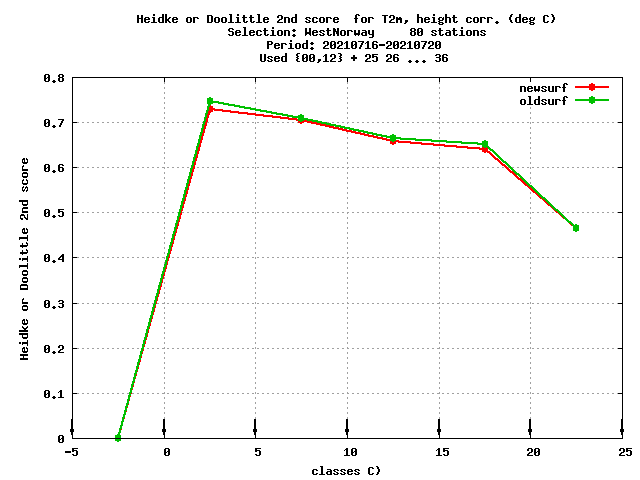 Heidke or Doolittle 2nd score  for T2m, height corr. (deg C)
Selection: WestNorway     80 stations
Period: 20210716-20210720
Used {00,12} + 25 26 ... 36
newsurf
oldsurf
Heidke or Doolittle 2nd score
0.8
0.7
0.6
0.5
0.4
0.3
0.2
0.1
0
-5 0 5 10 15 20 25
classes C)